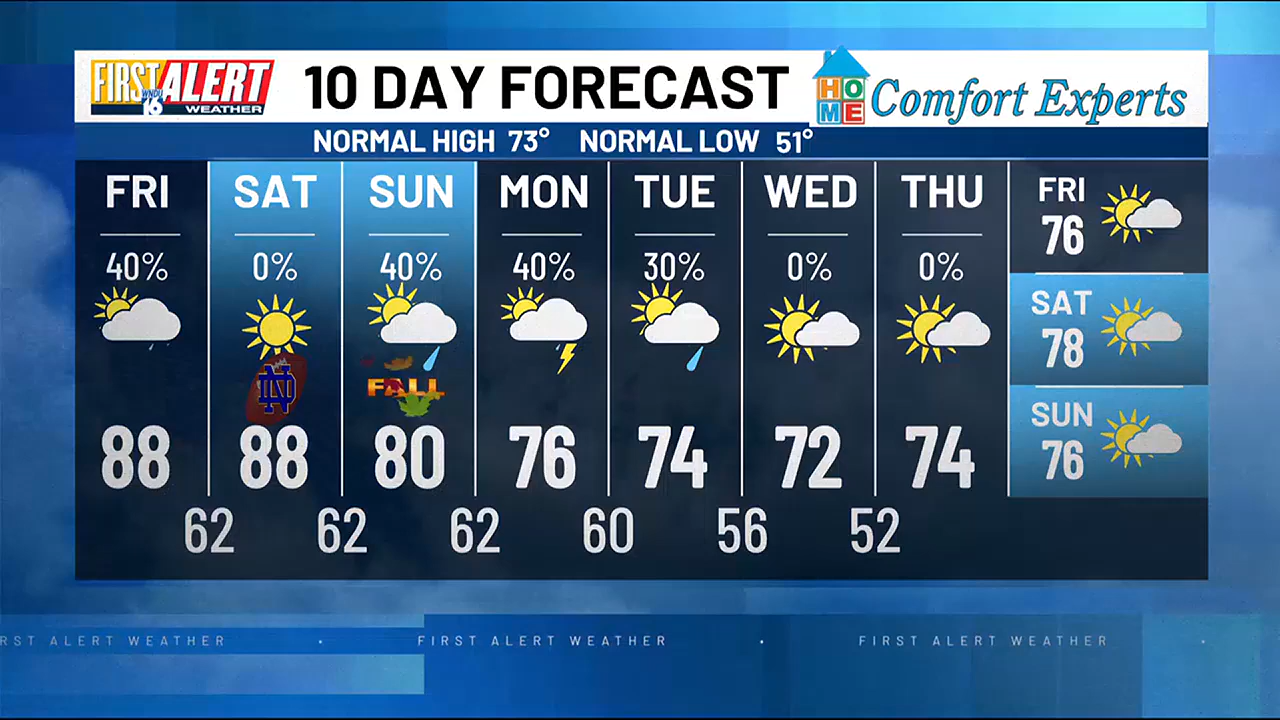 FIRST ALERT
WNDU
16 WEATHER
10 DAY FORECAST
HOME
Comfort Experts
NORMAL HIGH 73° NORMAL LOW 51°
FRI SAT SUN MON TUE WED THU
40% 0% 40% 40% 30% 0% 0%
ND
FALL
88 88 80 76 74 72 74
62 62 62 60 56 52
FRI
76
SAT
78
SUN
76
RST ALERT WEATHER · FIRST ALERT WEATHER · FIRST ALERT WEATHER ·